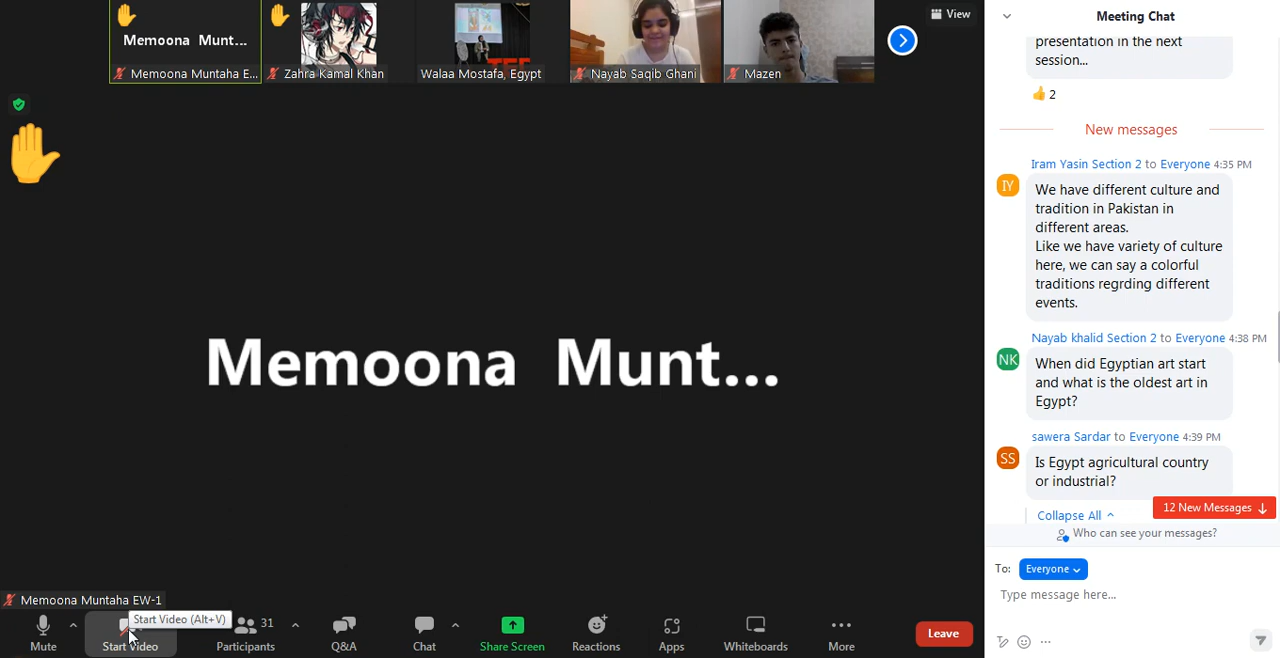 Memoona Munt...
Memoona Muntaha E...
Zahra Kamal Khan
Walaa Mostafa, Egypt
Nayab Saqib Ghani
Mazen
View
Memoona Munt...
Memoona Muntaha EW-1
Start Video (Alt+V)
Mute
Start Video
31
Participants
Q&A
Chat
Share Screen
Reactions
Apps
Whiteboards
More
Leave
Meeting Chat
presentation in the next
session...
2
New messages
Iram Yasin Section 2 to Everyone 4:35 PM
IY
We have different culture and
tradition in Pakistan in
different areas.
Like we have variety of culture
here, we can say a colorful
traditions regrding different
events.
Nayab khalid Section 2 to Everyone 4:38 PM
NK
When did Egyptian art start
and what is the oldest art in
Egypt?
sawera Sardar to Everyone 4:39 PM
SS
Is Egypt agricultural country
or industrial?
Collapse All
12 New Messages
Who can see your messages?
To: Everyone
Type message here...